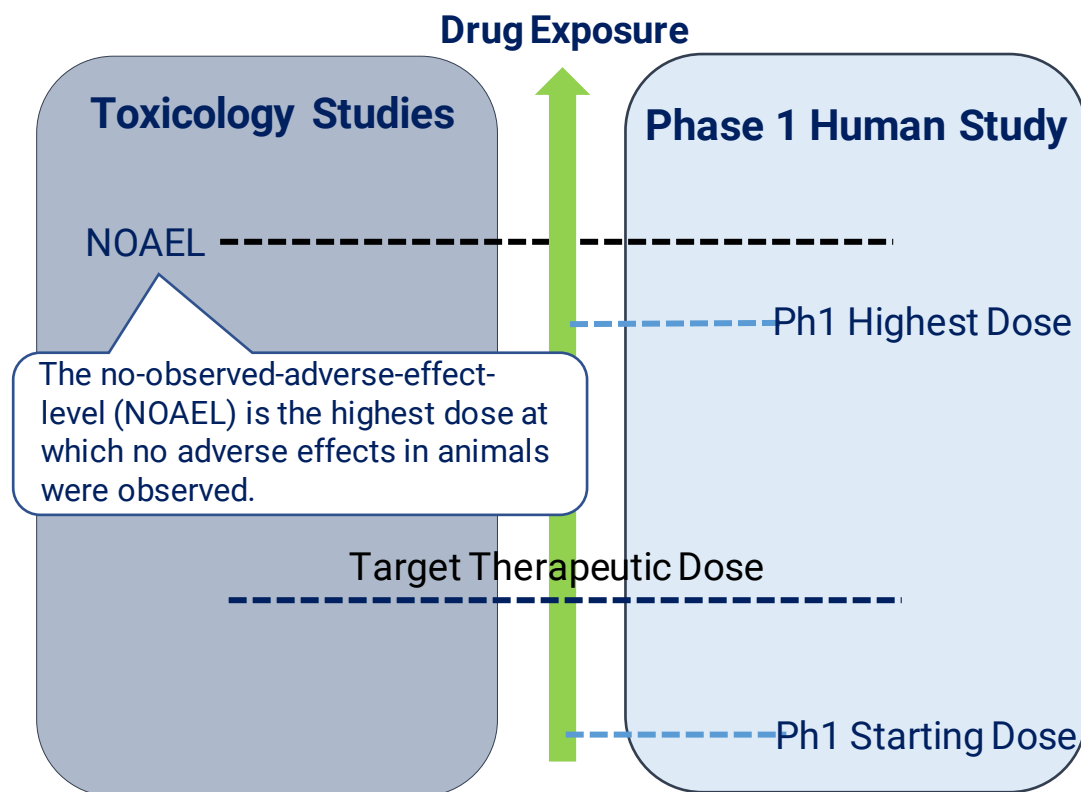 Drug Exposure
Toxicology Studies
Phase 1 Human Study
NOAEL
Ph1 Highest Dose
The no-observed-adverse-effect-
level (NOAEL) is the highest dose at
which no adverse effects in animals
were observed.
Target Therapeutic Dose
Ph1 Starting Dose